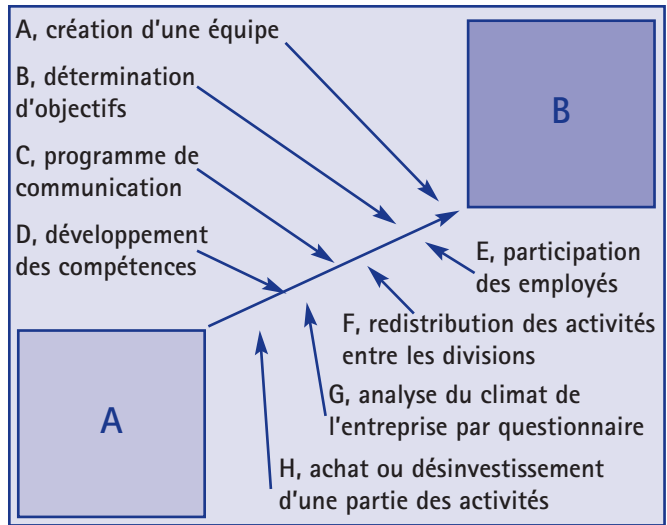 A, création d'une équipe
B, détermination
d'objectifs
C, programme de
communication
D, développement
des compétences
B
E, participation
des employés
F, redistribution des activités
entre les divisions
G, analyse du climat de
l'entreprise par questionnaire
H, achat ou désinvestissement
d'une partie des activités
A